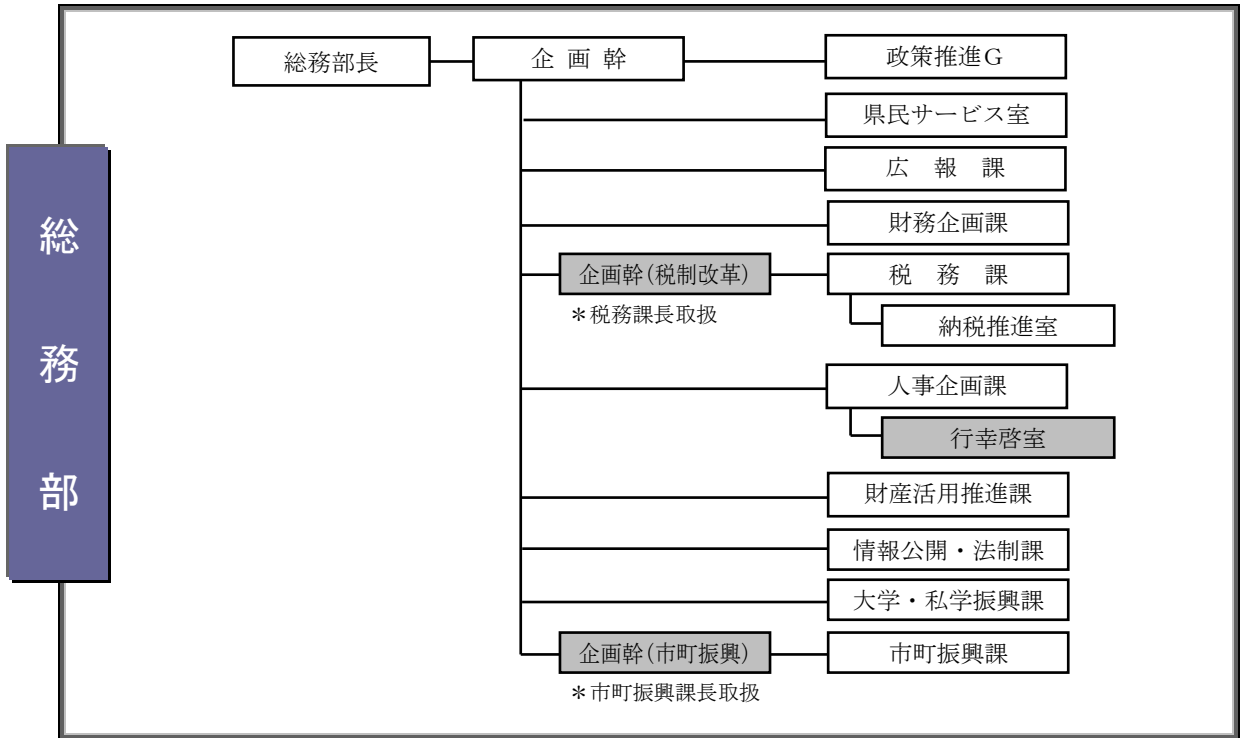 総務部
総務部長
企画幹
政策推進G
県民サービス室
広報課
財務企画課
企画幹(税制改革)
税務課
＊税務課長取扱
納税推進室
人事企画課
行幸啓室
財産活用推進課
情報公開・法制課
大学・私学振興課
企画幹(市町振興)
市町振興課
＊市町振興課長取扱